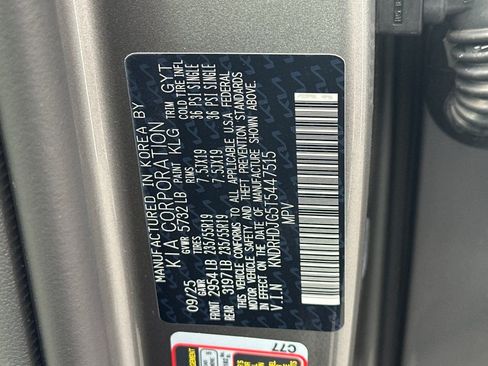 MANUFACTURED IN KOREA BY
KIA CORPORATION
09/25 GVWR 5732LB PAINT KLG TRIM GYT
GAWR TIRES RIMS COLD TIRE INFL
FRONT 2954LB 235/55R19 7.5JX19 36 PSI SINGLE
REAR 3197LB 235/55R19 7.5JX19 36 PSI SINGLE
THIS VEHICLE CONFORMS TO ALL APPLICABLE U.S.A FEDERAL
MOTOR VEHICLE SAFETY AND THEFT PREVENTION STANDARDS
IN EFFECT ON THE DATE OF MANUFACTURE SHOWN ABOVE.
V.I.N KNDRHDJG5T5447515
MPV
C77